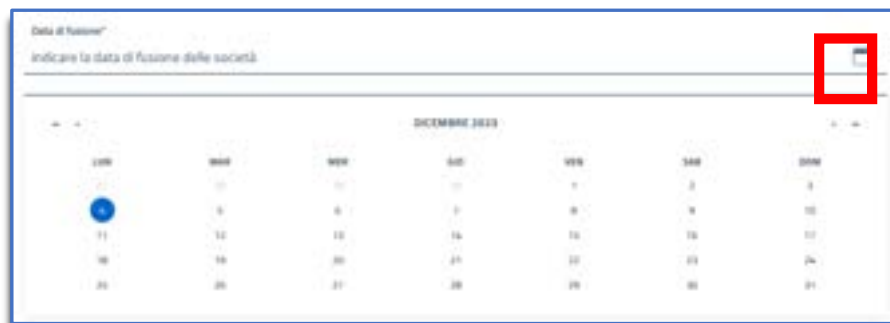 Data di fusione*
indicare la data di fusione delle società
DICEMBRE 2023
LUN MAR MER GIO VEN SAB DOM
1 2 3
4 5 6 7 8 9 10
11 12 13 14 15 16 17
18 19 20 21 22 23 24
25 26 27 28 29 30 31